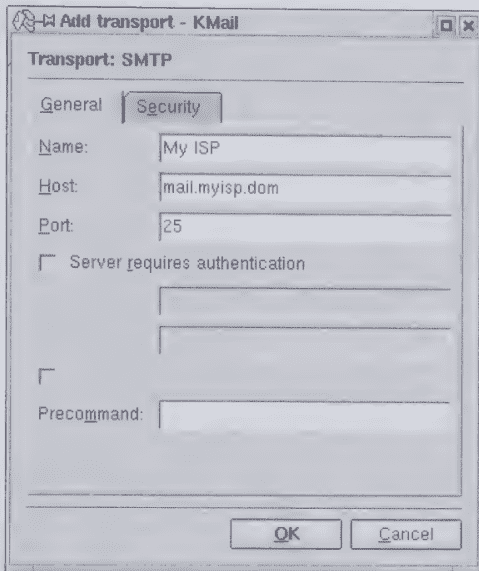 Add transport - KMail
Transport: SMTP
General Security
Name: My ISP
Host: mail.myisp.dom
Port: 25
Server requires authentication
Precommand:
OK Cancel